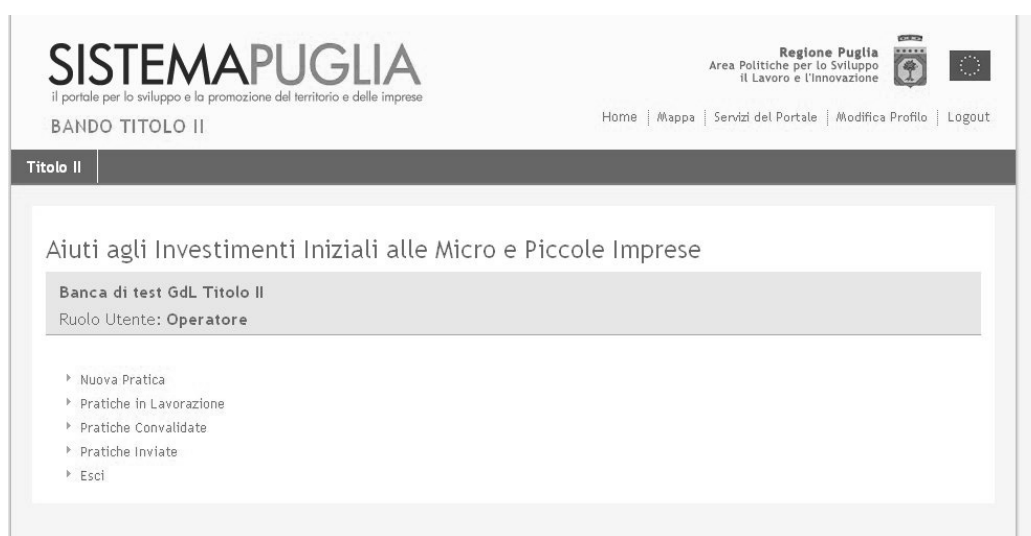 SISTEMAPUGLIA
il portale per lo sviluppo e la promozione del territorio e delle imprese
BANDO TITOLO II
Regione Puglia
Area Politiche per lo Sviluppo
il Lavoro e l'Innovazione
Home | Mappa | Servizi del Portale | Modifica Profilo | Logout
Titolo II
Aiuti agli Investimenti Iniziali alle Micro e Piccole Imprese
Banca di test GdL Titolo II
Ruolo Utente: Operatore
Nuova Pratica
Pratiche in Lavorazione
Pratiche Convalidate
Pratiche Inviate
Esci